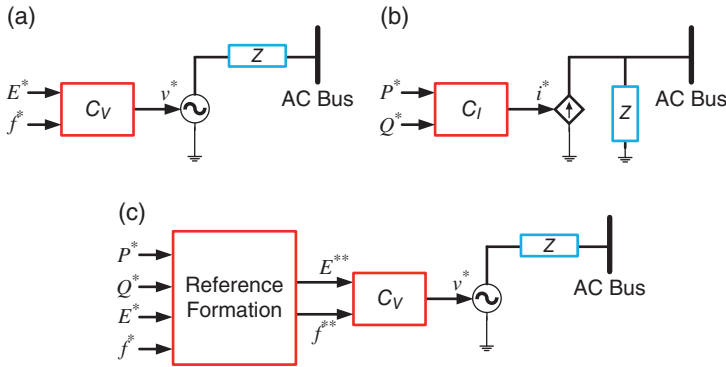 (a)
E*
f*
C_V
v*
Z
AC Bus
(b)
P*
Q*
C_I
i*
Z
AC Bus
(c)
P*
Q*
E*
f*
Reference
Formation
E**
f**
C_V
v*
Z
AC Bus